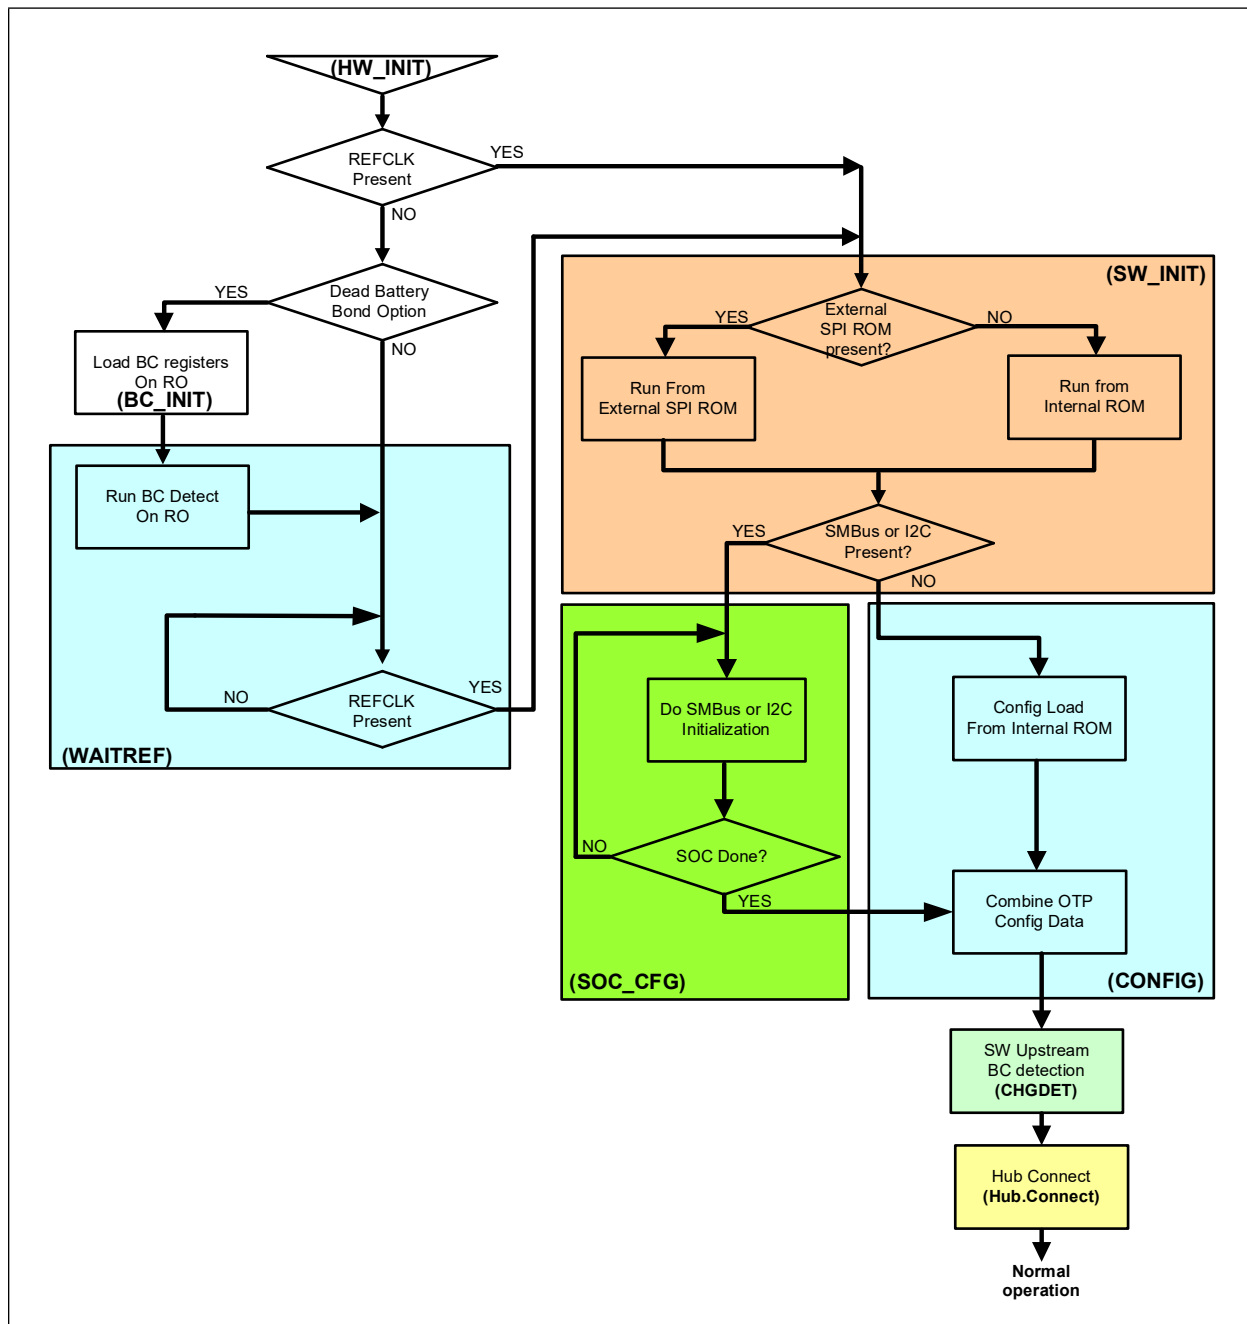 (HW_INIT)
REFCLK
Present
YES
NO
Dead Battery
Bond Option
YES
NO
Load BC registers
On RO
(BC_INIT)
Run BC Detect
On RO
REFCLK
Present
NO
YES
(WAITREF)
(SW_INIT)
External
SPI ROM
present?
YES
NO
Run From
External SPI ROM
Run from
Internal ROM
SMBus or I2C
Present?
YES
NO
Do SMBus or I2C
Initialization
SOC Done?
NO
YES
(SOC_CFG)
Config Load
From Internal ROM
Combine OTP
Config Data
(CONFIG)
SW Upstream
BC detection
(CHGDET)
Hub Connect
(Hub.Connect)
Normal
operation